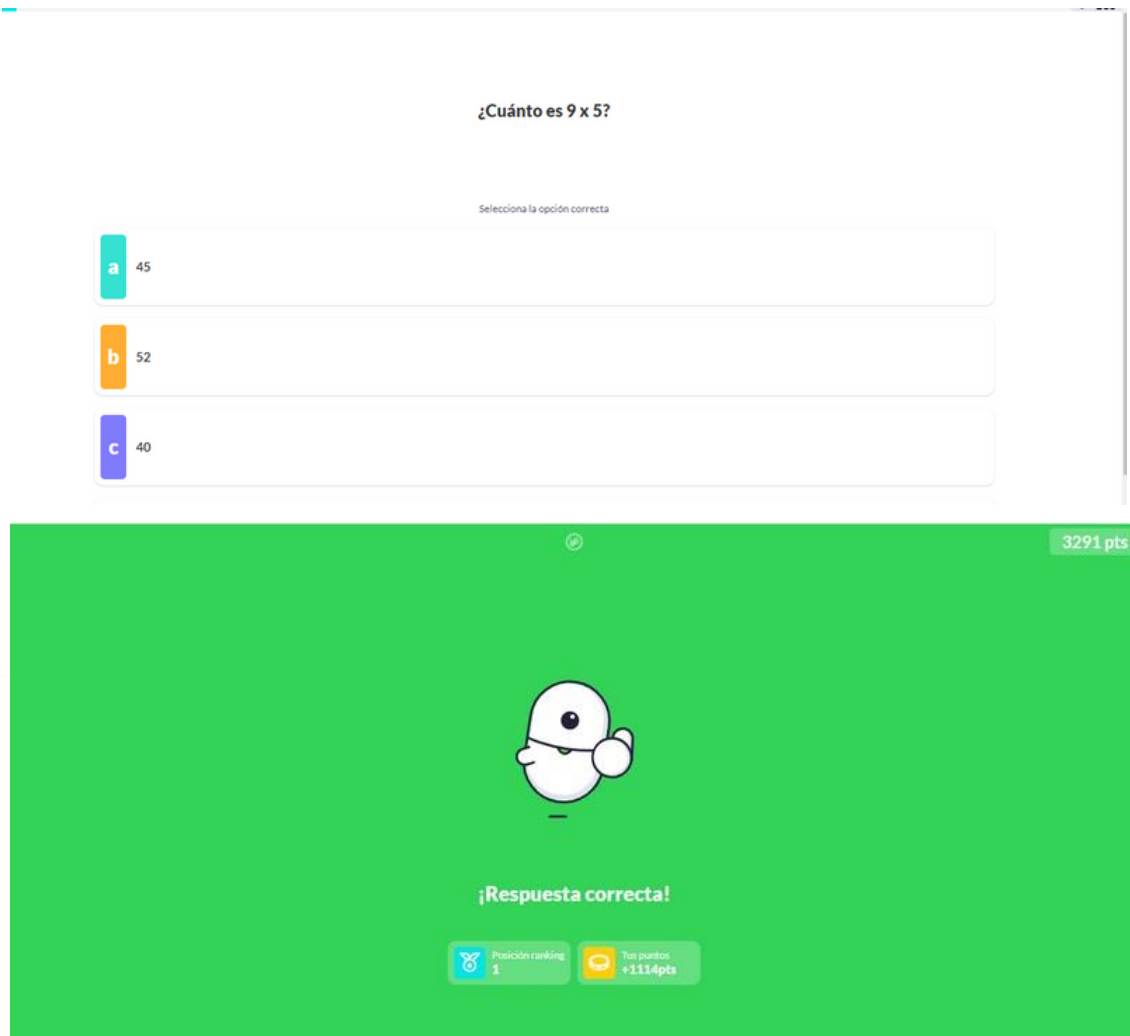 ¿Cuánto es 9 x 5?
Selecciona la opción correcta
a 45
b 52
c 40
3291 pts
¡Respuesta correcta!
Posición ranking
1
Tus puntos
+1114pts